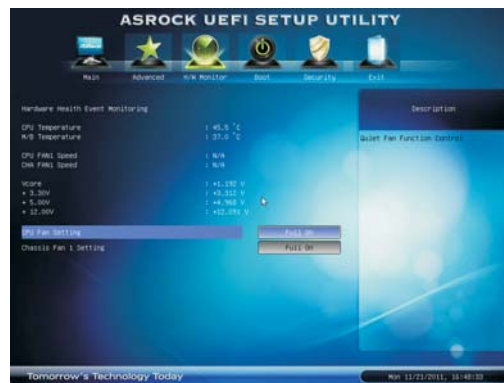 ASROCK UEFI SETUP UTILITY
Main Advanced H/W Monitor Boot Security Exit
Hardware Health Event Monitoring
Description
CPU Temperature : 45.5 °C
M/B Temperature : 37.0 °C
Quiet Fan Function Control
CPU FAN1 Speed : N/A
CHA FAN1 Speed : N/A
Vcore : +1.192 V
+ 3.30V : +3.312 V
+ 5.00V : +4.968 V
+ 12.00V : +12.091 V
CPU Fan Setting Full On
Chassis Fan 1 Setting Full On
Tomorrow's Technology Today
Mon 11/21/2011, 16:48:33